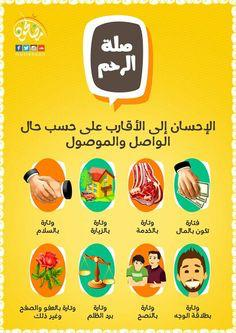 صلة
الرحم
الإحسان إلى الأقارب على حسب حال
الواصل والموصول
فتارة
تكون بالمال
وتارة
بالخدمة
وتارة
بالزيارة
وتارة
بالسلام
وتارة
بطلاقة الوجه
وتارة
بالنصح
وتارة
برد الظلم
وتارة بالعفو والصفح
وغير ذلك